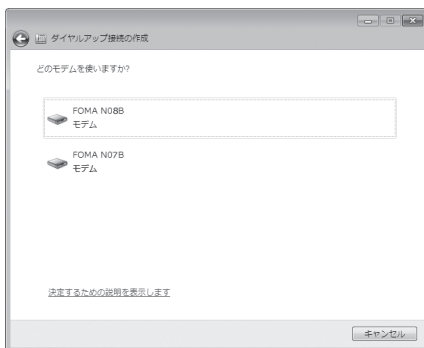 ダイヤルアップ接続の作成
どのモデムを使いますか?
FOMA N08B
モデム
FOMA N07B
モデム
決定するための説明を表示します
キャンセル